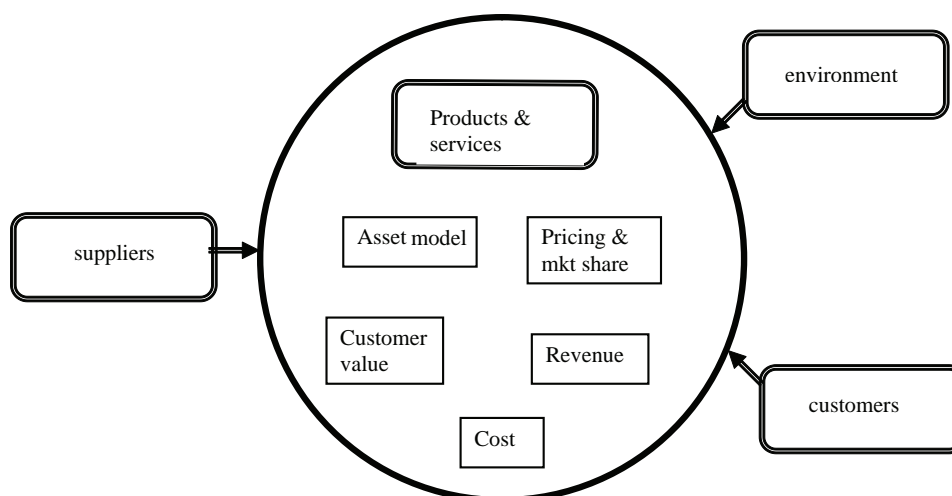 environment
Products &
services
suppliers
Asset model
Pricing &
mkt share
Customer
value
Revenue
customers
Cost